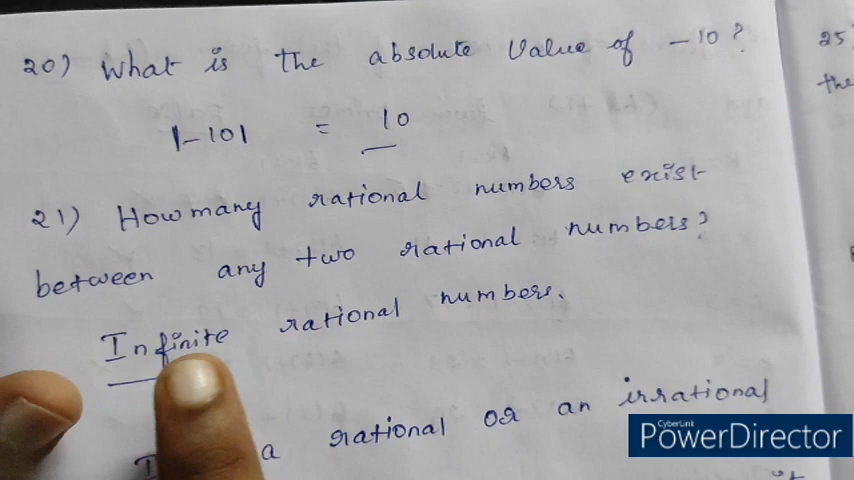 20) What is the absolute value of -10?
|-10| = 10
21) How many rational numbers exist
between any two rational numbers?
Infinite rational numbers.
a rational or an irrational
25
the
CyberLink
PowerDirector